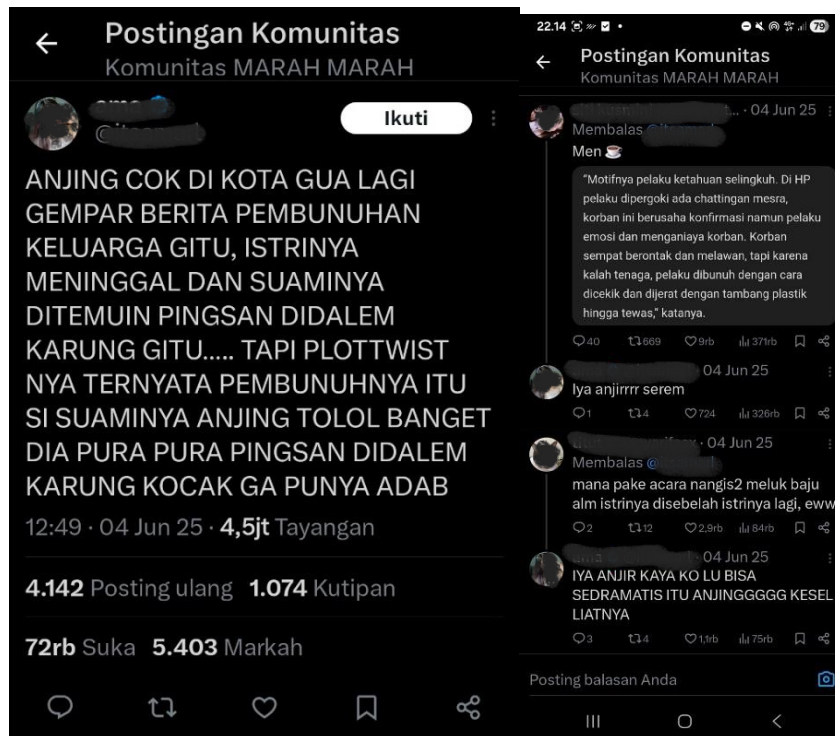 Postingan Komunitas
Komunitas MARAH MARAH
Ikuti
ANJING COK DI KOTA GUA LAGI
GEMPAR BERITA PEMBUNUHAN
KELUARGA GITU, ISTRINYA
MENINGGAL DAN SUAMINYA
DITEMUIN PINGSAN DIDALEM
KARUNG GITU..... TAPI PLOTTWIST
NYA TERNYATA PEMBUNUHNYA ITU
SI SUAMINYA ANJING TOLOL BANGET
DIA PURA PURA PINGSAN DIDALEM
KARUNG KOCAK GA PUNYA ADAB
12:49 · 04 Jun 25 · 4,5jt Tayangan
4.142 Posting ulang 1.074 Kutipan
72rb Suka 5.403 Markah
22.14 79
Postingan Komunitas
Komunitas MARAH MARAH
... · 04 Jun 25
Membalas
Men
"Motifnya pelaku ketahuan selingkuh. Di HP
pelaku dipergoki ada chattingan mesra,
korban ini berusaha konfirmasi namun pelaku
emosi dan menganiaya korban. Korban
sempat berontak dan melawan, tapi karena
kalah tenaga, pelaku dibunuh dengan cara
dicekik dan dijerat dengan tambang plastik
hingga tewas," katanya.
40 669 9rb 371rb
04 Jun 25
Iya anjirrrr serem
1 4 724 326rb
· 04 Jun 25
Membalas @
mana pake acara nangis2 meluk baju
alm istrinya disebelah istrinya lagi, eww
2 12 2,9rb 84rb
· 04 Jun 25
IYA ANJIR KAYA KO LU BISA
SEDRAMATIS ITU ANJINGGGGG KESEL
LIATNYA
3 4 1,1rb 75rb
Posting balasan Anda